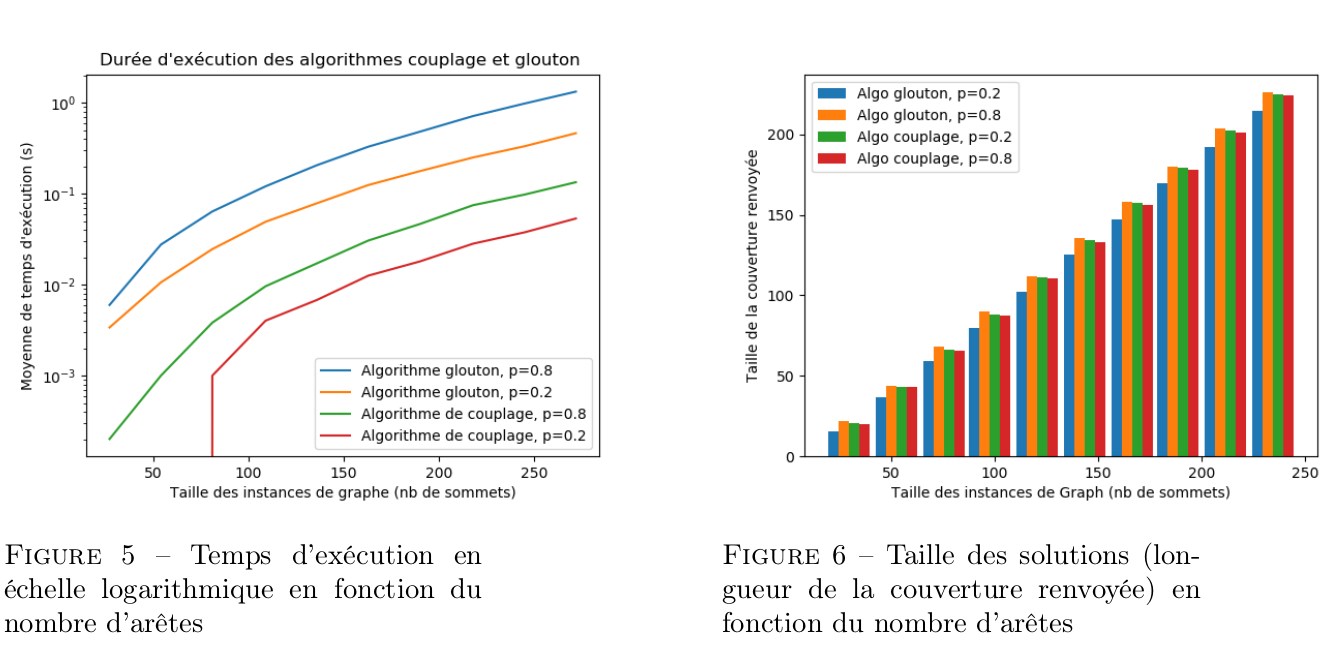 Durée d'exécution des algorithmes couplage et glouton
Moyenne de temps d'exécution (s)
10⁰
10⁻¹
10⁻²
10⁻³
Algorithme glouton, p=0.8
Algorithme glouton, p=0.2
Algorithme de couplage, p=0.8
Algorithme de couplage, p=0.2
50 100 150 200 250
Taille des instances de graphe (nb de sommets)
FIGURE 5 – Temps d'exécution en
échelle logarithmique en fonction du
nombre d'arêtes
Taille de la couverture renvoyée
200
150
100
50
0
Algo glouton, p=0.2
Algo glouton, p=0.8
Algo couplage, p=0.2
Algo couplage, p=0.8
50 100 150 200 250
Taille des instances de Graph (nb de sommets)
FIGURE 6 – Taille des solutions (lon-
gueur de la couverture renvoyée) en
fonction du nombre d'arêtes